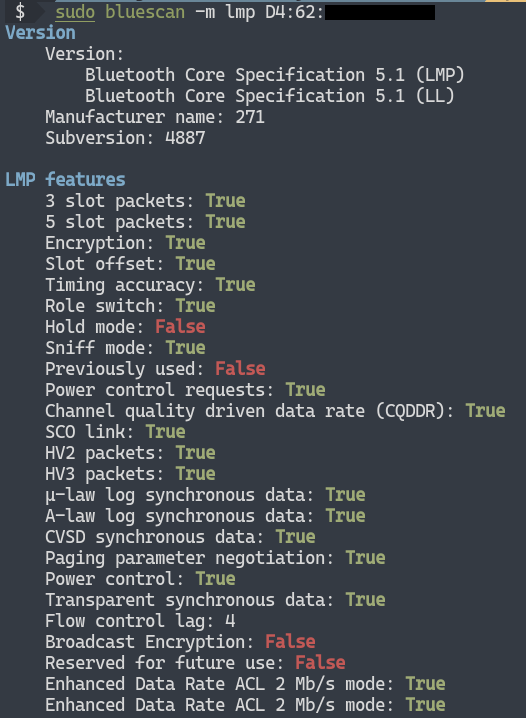 $ sudo bluescan -m lmp D4:62:
Version
Version:
Bluetooth Core Specification 5.1 (LMP)
Bluetooth Core Specification 5.1 (LL)
Manufacturer name: 271
Subversion: 4887
LMP features
3 slot packets: True
5 slot packets: True
Encryption: True
Slot offset: True
Timing accuracy: True
Role switch: True
Hold mode: False
Sniff mode: True
Previously used: False
Power control requests: True
Channel quality driven data rate (CQDDR): True
SCO link: True
HV2 packets: True
HV3 packets: True
μ-law log synchronous data: True
A-law log synchronous data: True
CVSD synchronous data: True
Paging parameter negotiation: True
Power control: True
Transparent synchronous data: True
Flow control lag: 4
Broadcast Encryption: False
Reserved for future use: False
Enhanced Data Rate ACL 2 Mb/s mode: True
Enhanced Data Rate ACL 2 Mb/s mode: True